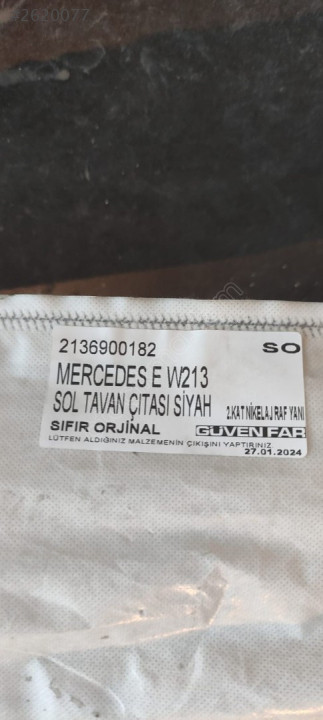 2136900182 SO
MERCEDES E W213
SOL TAVAN ÇITASI SİYAH 2.KAT NİKELAJ RAF YANI
SIFIR ORJİNAL GÜVEN FAR
LÜTFEN ALDIĞINIZ MALZEMENİN ÇIKIŞINI YAPTIRINIZ
27.01.2024